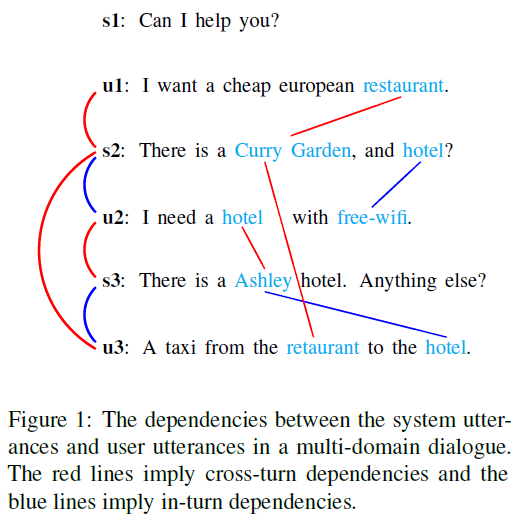 s1: Can I help you?
u1: I want a cheap european restaurant.
s2: There is a Curry Garden, and hotel?
u2: I need a hotel with free-wifi.
s3: There is a Ashley hotel. Anything else?
u3: A taxi from the retaurant to the hotel.
Figure 1: The dependencies between the system utter-
ances and user utterances in a multi-domain dialogue.
The red lines imply cross-turn dependencies and the
blue lines imply in-turn dependencies.